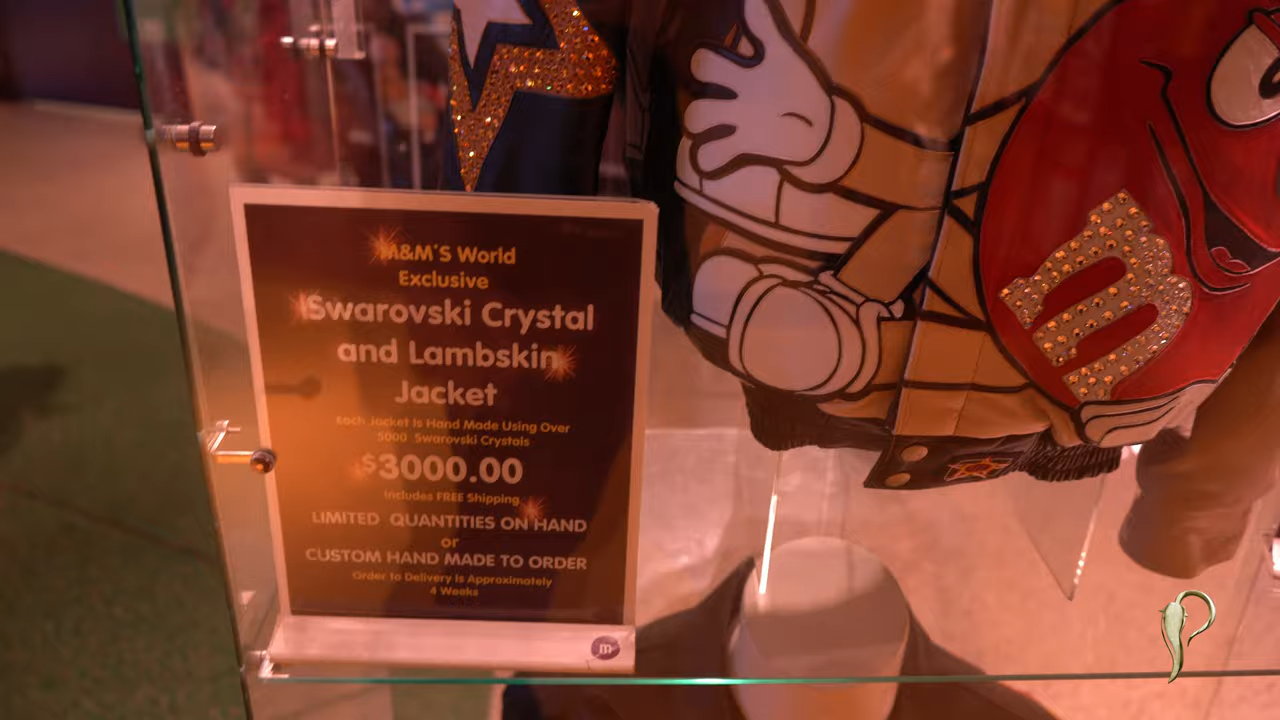 M&M'S World
Exclusive
Swarovski Crystal
and Lambskin
Jacket
Each Jacket Is Hand Made Using Over
5000 Swarovski Crystals
$3000.00
Includes FREE Shipping
LIMITED QUANTITIES ON HAND
or
CUSTOM HAND MADE TO ORDER
Order to Delivery Is Approximately
4 Weeks
m
m